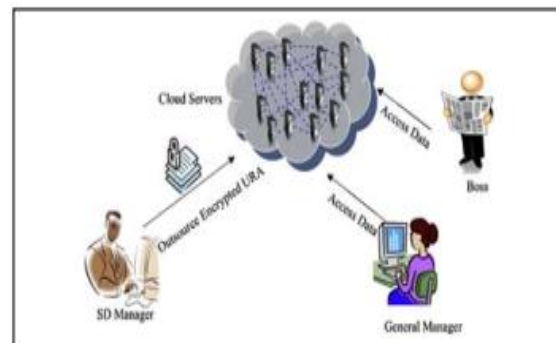 Cloud Servers
Access Data
Boss
Outsource Encrypted URA
Access Data
SD Manager
General Manager